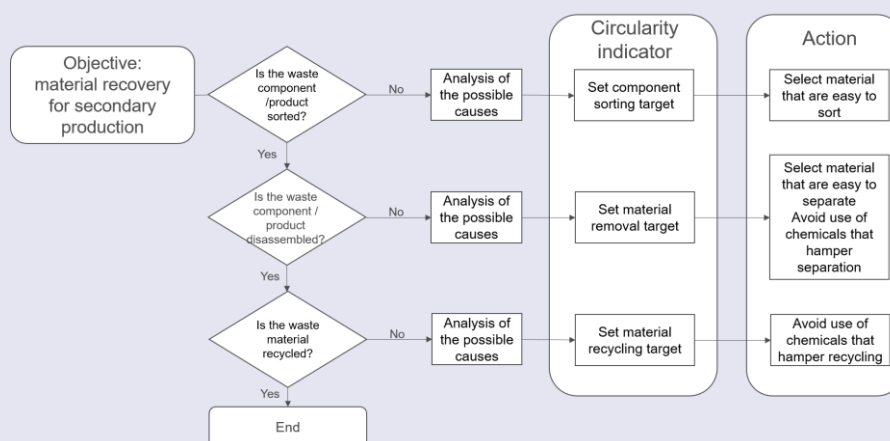 Objective:
material recovery
for secondary
production
Is the waste
component
/product
sorted?
No
Analysis of
the possible
causes
Circularity
indicator
Set component
sorting target
Action
Select material
that are easy to
sort
Yes
Is the waste
component /
product
disassembled?
No
Analysis of
the possible
causes
Set material
removal target
Select material
that are easy to
separate
Avoid use of
chemicals that
hamper
separation
Yes
Is the waste
material
recycled?
No
Analysis of
the possible
causes
Set material
recycling target
Avoid use of
chemicals that
hamper recycling
Yes
End